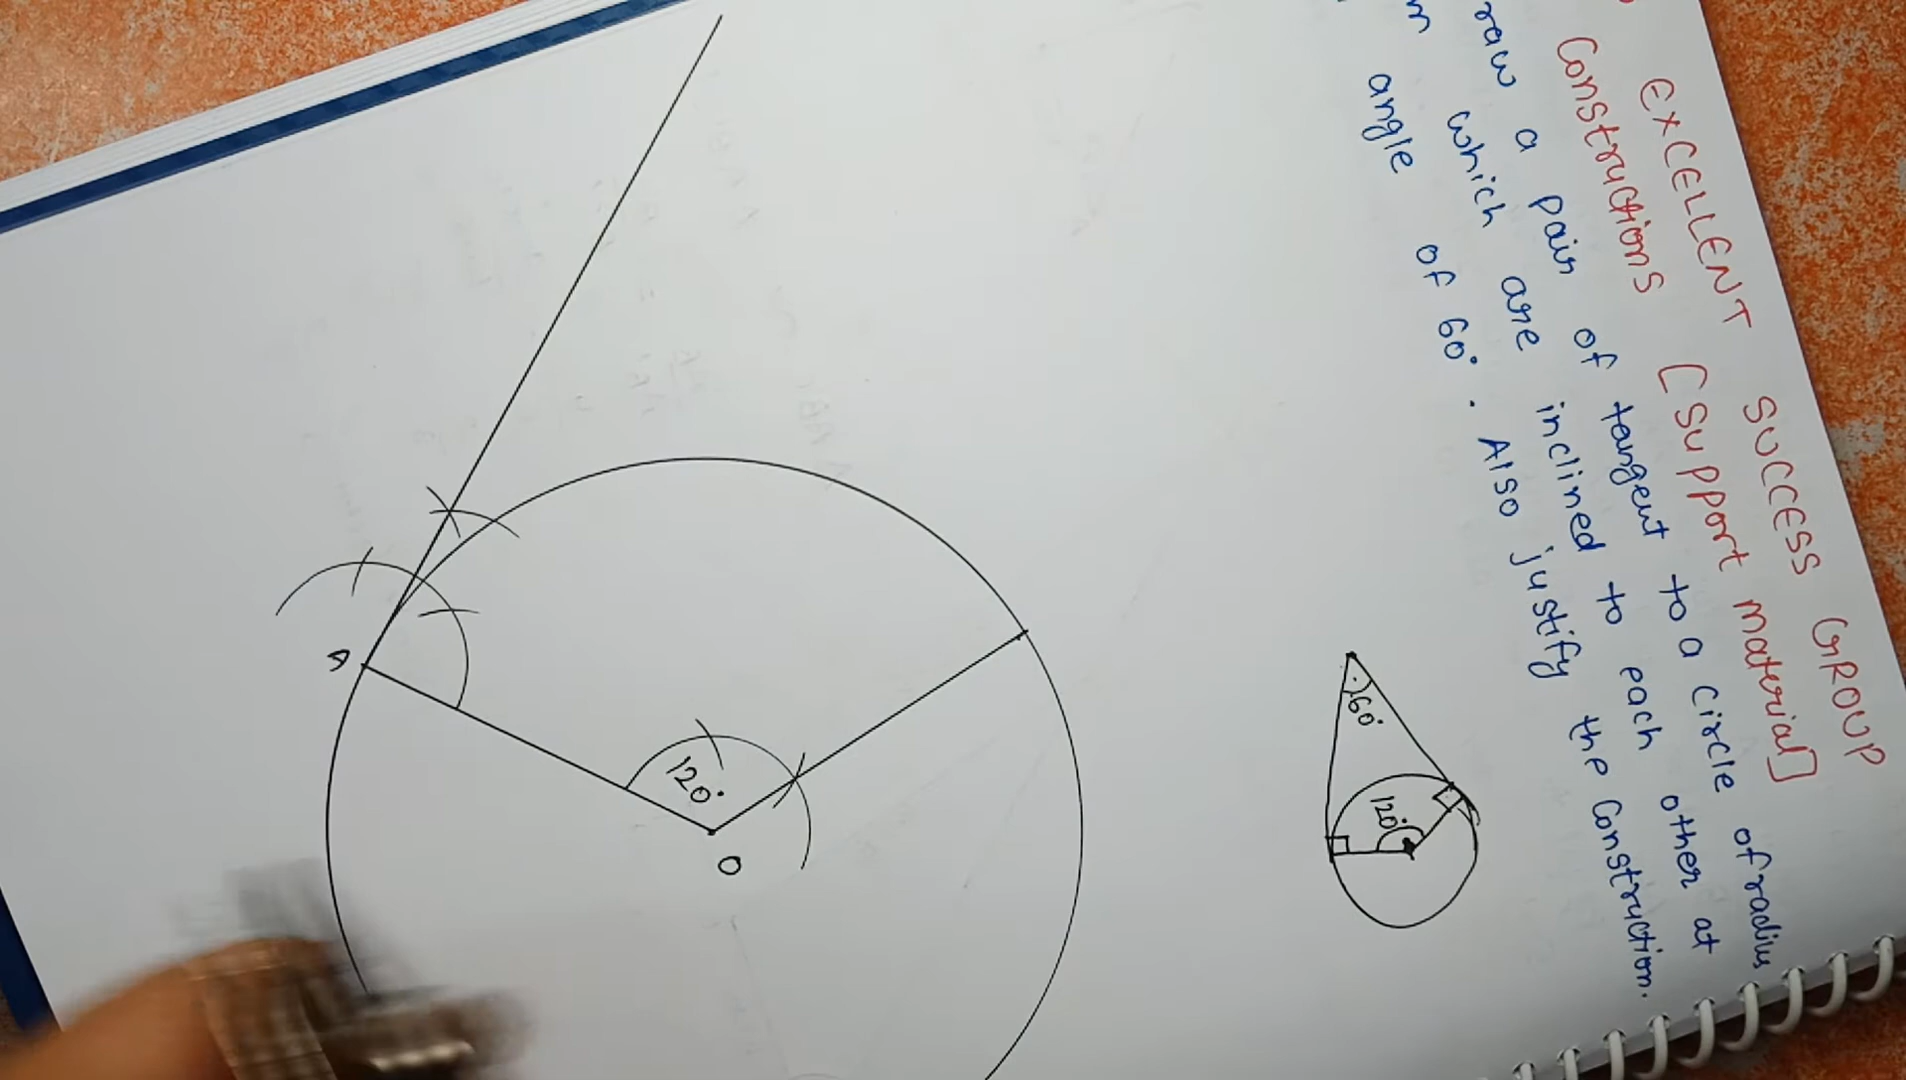 EXCELLENT SUCCESS GROUP
Constructions [Support material]
raw a pair of tangent to a circle of radius
m which are inclined to each other at
angle of 60°. Also justify the construction.
60°
120°
A
120°
O